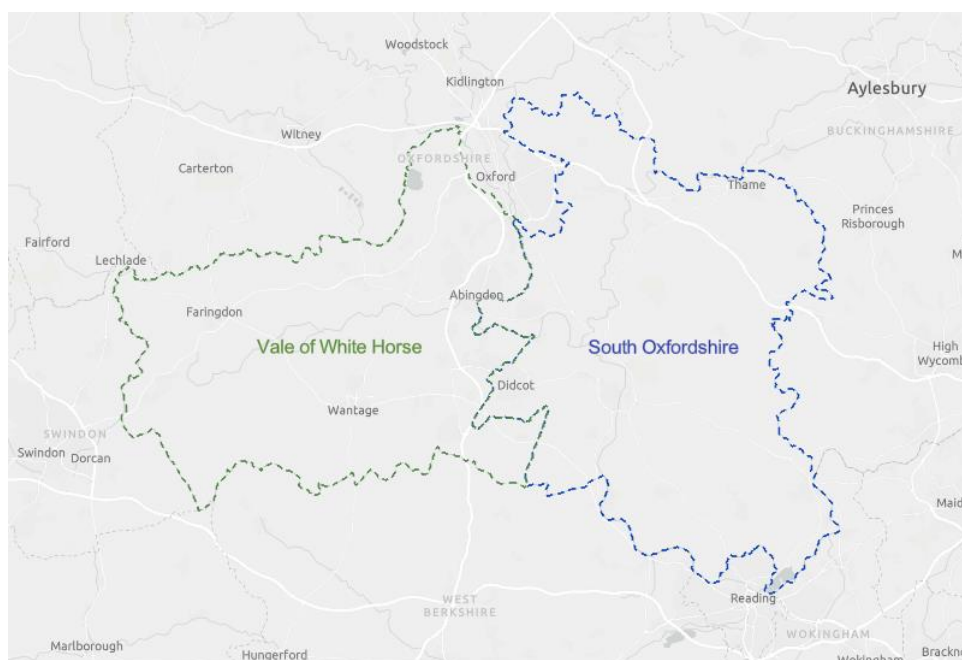 Woodstock
Kidlington
Aylesbury
BUCKINGHAMSHIRE
Witney
OXFORDSHIRE
Carterton
Oxford
Thame
Princes
Risborough
Fairford
Lechlade
Abingdon
Faringdon
Vale of White Horse
South Oxfordshire
High
Wycomb
Didcot
Wantage
SWINDON
Swindon
Dorcan
Maid
Reading
WEST
BERKSHIRE
WOKINGHAM
Marlborough
Hungerford
Wokingham
Brackn